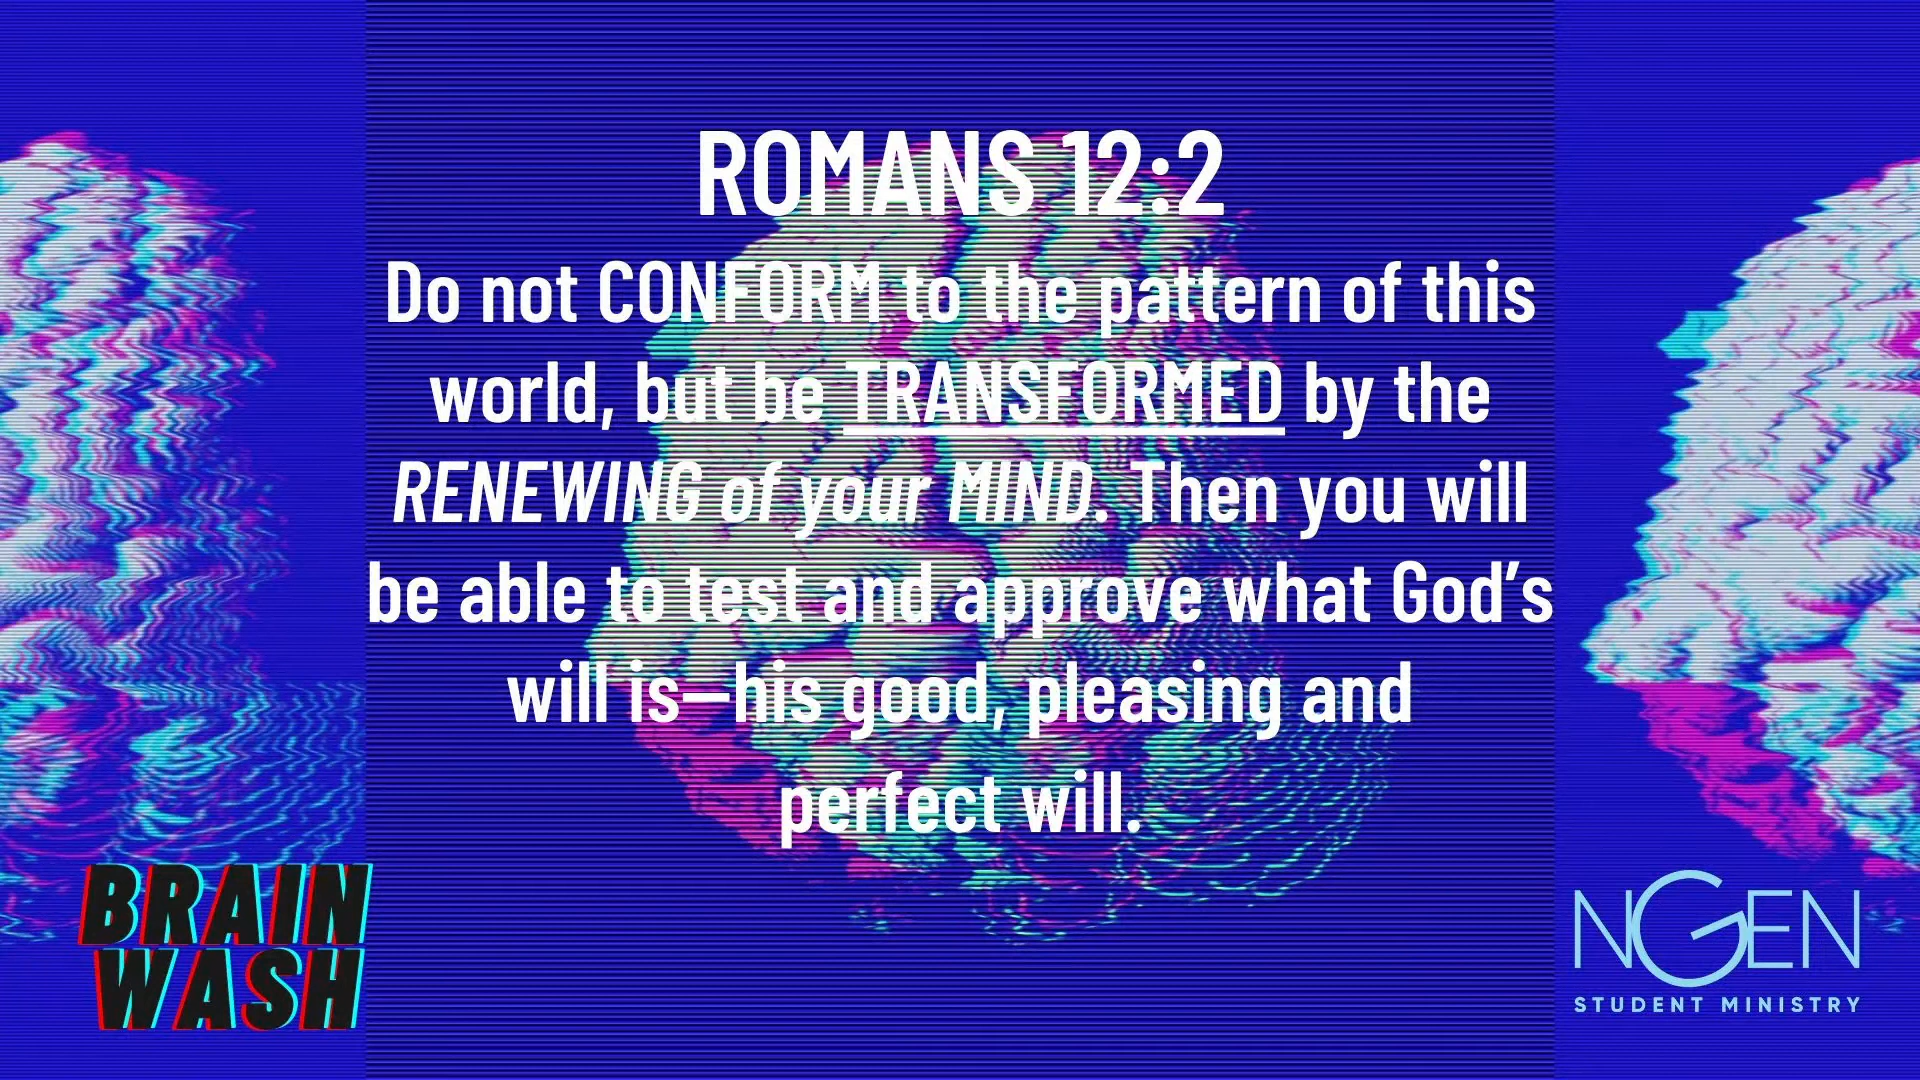 ROMANS 12:2
Do not CONFORM to the pattern of this
world, but be TRANSFORMED by the
RENEWING of your MIND. Then you will
be able to test and approve what God’s
will is—his good, pleasing and
perfect will.
BRAIN
WASH
NGEN
STUDENT MINISTRY